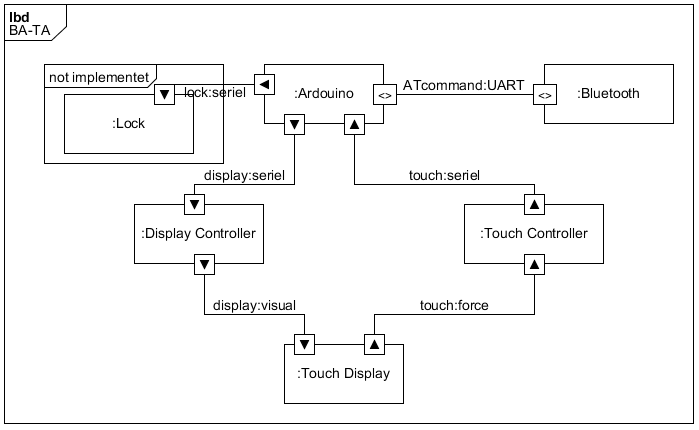 Ibd
BA-TA
not implementet
lock:seriel
:Lock
:Ardouino
<>
ATcommand:UART
<>
:Bluetooth
display:seriel
touch:seriel
:Display Controller
:Touch Controller
display:visual
touch:force
:Touch Display